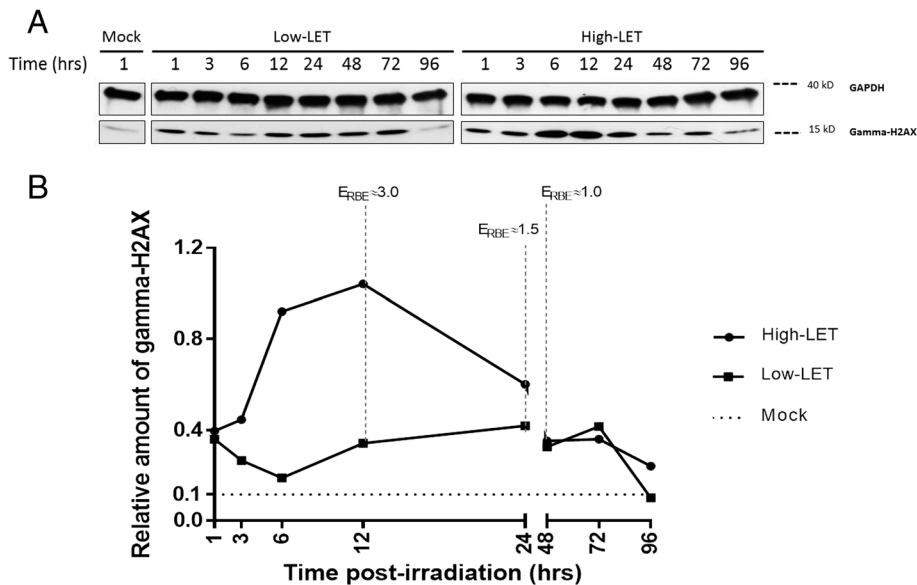 A
Mock Low-LET High-LET
Time (hrs) 1 1 3 6 12 24 48 72 96 1 3 6 12 24 48 72 96
40 kD GAPDH
15 kD Gamma-H2AX
B
ERBE≈3.0 ERBE≈1.0
ERBE≈1.5
Relative amount of gamma-H2AX
1.2
0.8
0.4
0.1
0.0
High-LET
Low-LET
Mock
1 3 6 12 24 48 72 96
Time post-irradiation (hrs)